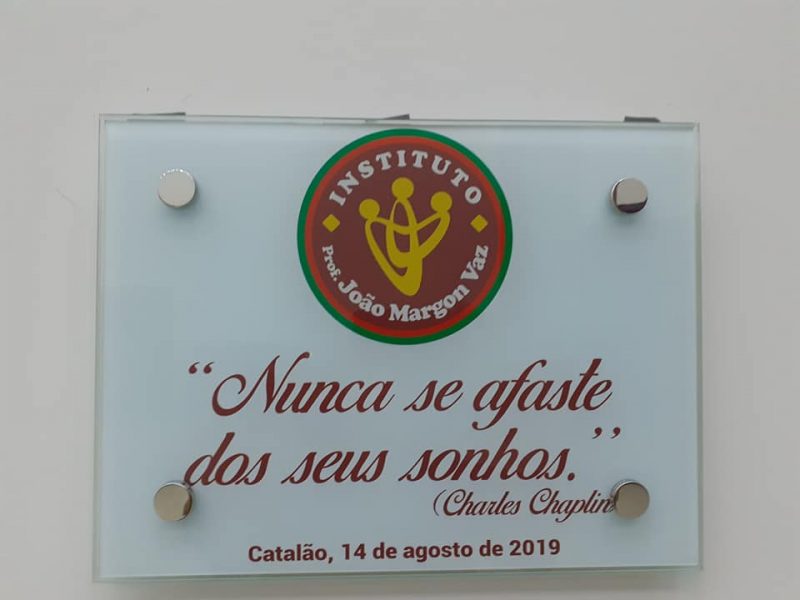 INSTITUTO
Prof. João Margon Vaz
“Nunca se afaste
dos seus sonhos.”
(Charles Chaplin
Catalão, 14 de agosto de 2019